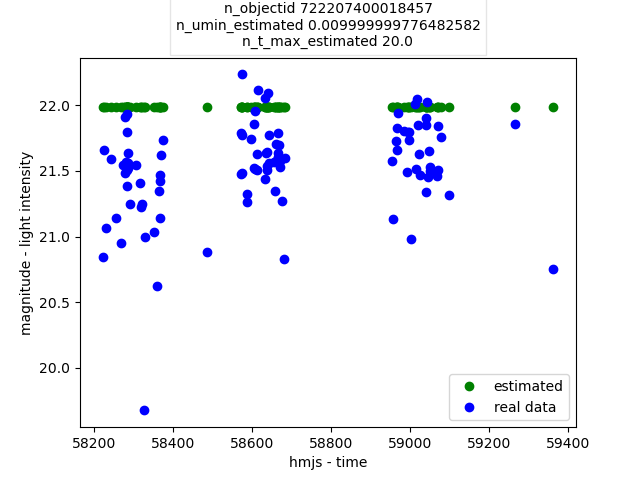 n_objectid 722207400018457
n_umin_estimated 0.009999999776482582
n_t_max_estimated 20.0
22.0
21.5
21.0
20.5
20.0
magnitude - light intensity
estimated
real data
58200 58400 58600 58800 59000 59200 59400
hmjs - time